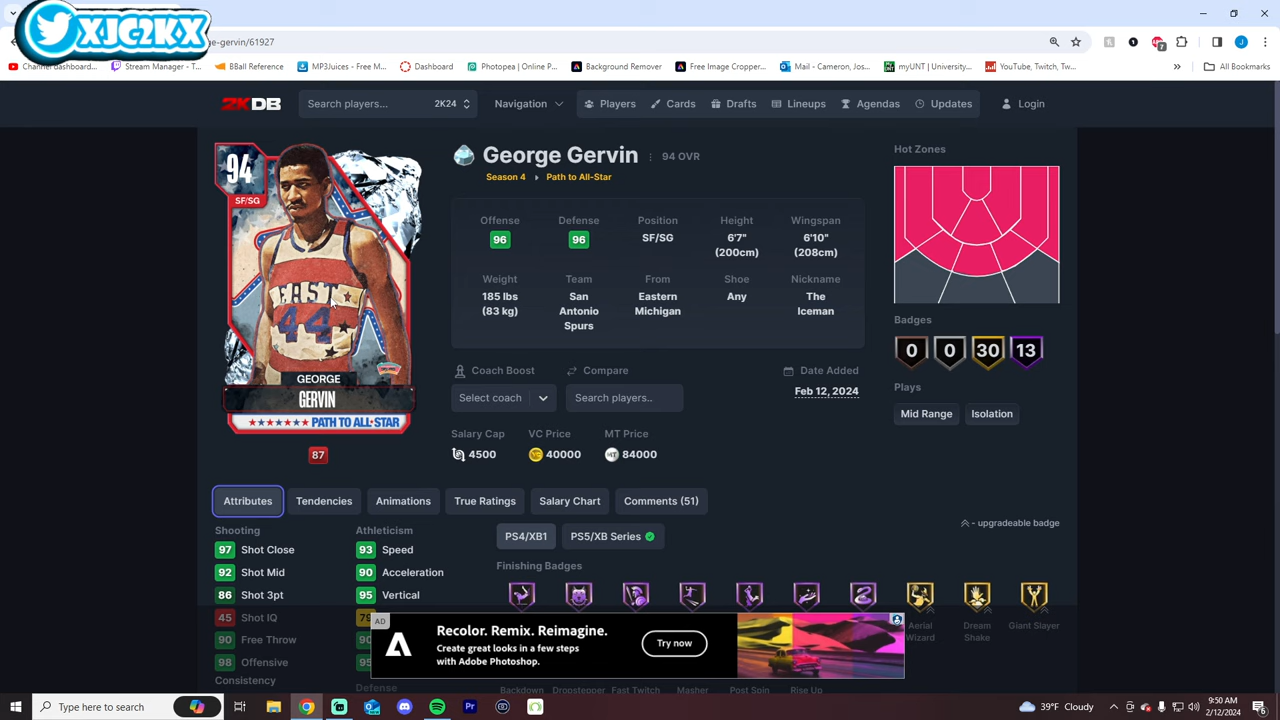 XJC2KX
ge-gervin/61927
Channel dashboard...
Stream Manager - T...
BBall Reference
MP3Juices - Free M...
Dashboard
Background Remover
Free Image
Mail - Camer
myUNT | University...
YouTube, Twitch, Tw...
All Bookmarks
2KDB
Search players...
2K24
Navigation
Players
Cards
Drafts
Lineups
Agendas
Updates
Login
94
SF/SG
EAST
44
GEORGE
GERVIN
PATH TO ALL-STAR
87
George Gervin
94 OVR
Season 4
Path to All-Star
Offense
Defense
Position
Height
Wingspan
96
96
SF/SG
6'7"
(200cm)
6'10"
(208cm)
Weight
Team
From
Shoe
Nickname
185 lbs
(83 kg)
San
Antonio
Spurs
Eastern
Michigan
Any
The
Iceman
Coach Boost
Compare
Date Added
Select coach
Search players..
Feb 12, 2024
Salary Cap
VC Price
MT Price
4500
40000
MT
84000
Hot Zones
Badges
0
0
30
13
Plays
Mid Range
Isolation
Attributes
Tendencies
Animations
True Ratings
Salary Chart
Comments (51)
Shooting
97 Shot Close
92 Shot Mid
86 Shot 3pt
45 Shot IQ
90 Free Throw
98 Offensive
Consistency
Athleticism
93 Speed
90 Acceleration
95 Vertical
79
90
95
Defense
PS4/XB1
PS5/XB Series
- upgradeable badge
Finishing Badges
Aerial
Wizard
Dream
Shake
Giant Slayer
AD
Recolor. Remix. Reimagine.
Create great looks in a few steps
with Adobe Photoshop.
Try now
Backdown
Dropstepper
Fast Twitch
Masher
Post Spin
Rise Up
Type here to search
39°F Cloudy
9:50 AM
2/12/2024